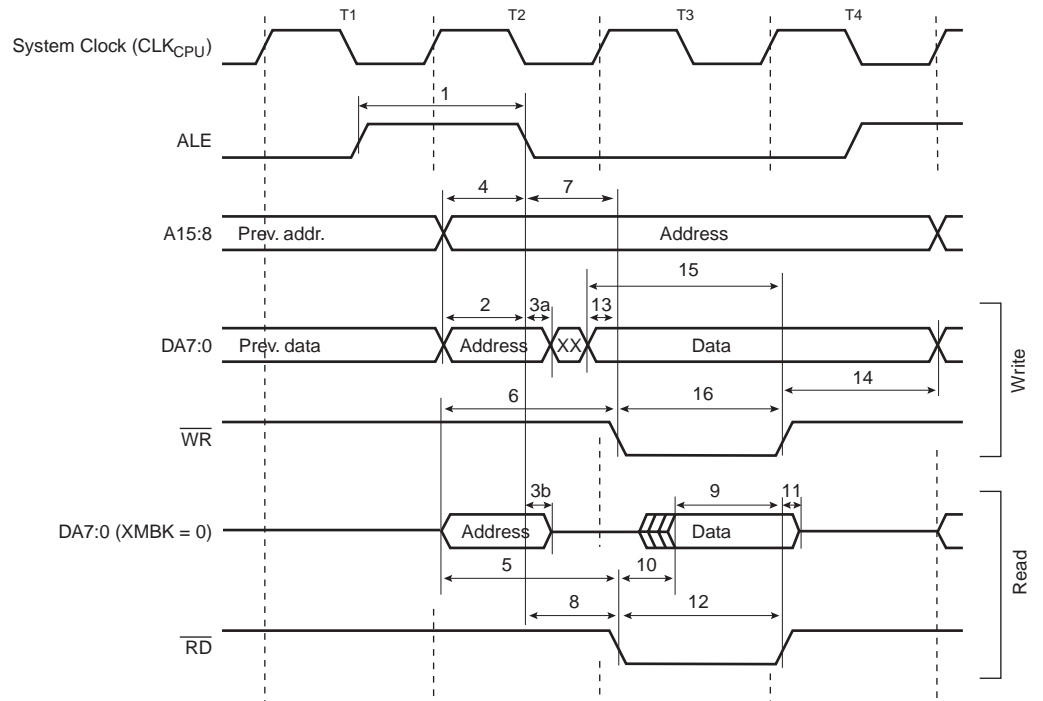 T1 T2 T3 T4
System Clock (CLKCPU)
1
ALE
4 7
A15:8 Prev. addr. Address
15
2 3a 13
DA7:0 Prev. data Address XX Data
14
6 16
WR
Write
3b 9 11
DA7:0 (XMBK = 0) Address Data
5 10
8 12
RD
Read